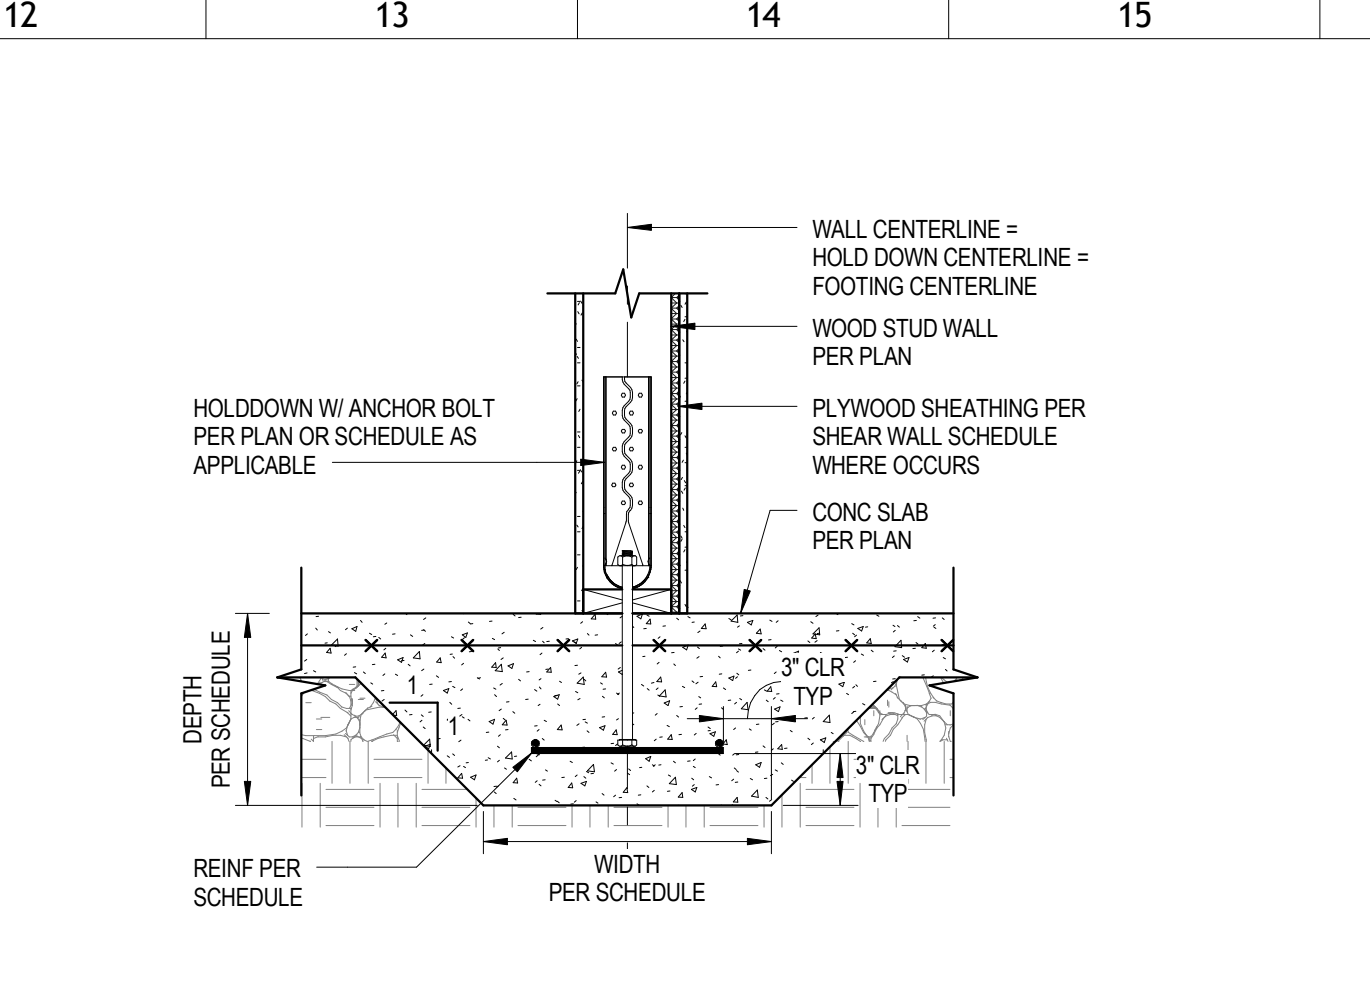 12
13
14
15
WALL CENTERLINE =
HOLD DOWN CENTERLINE =
FOOTING CENTERLINE
WOOD STUD WALL
PER PLAN
HOLDDOWN W/ ANCHOR BOLT
PER PLAN OR SCHEDULE AS
APPLICABLE
PLYWOOD SHEATHING PER
SHEAR WALL SCHEDULE
WHERE OCCURS
CONC SLAB
PER PLAN
DEPTH
PER SCHEDULE
1
1
3" CLR
TYP
3" CLR
TYP
REINF PER
SCHEDULE
WIDTH
PER SCHEDULE